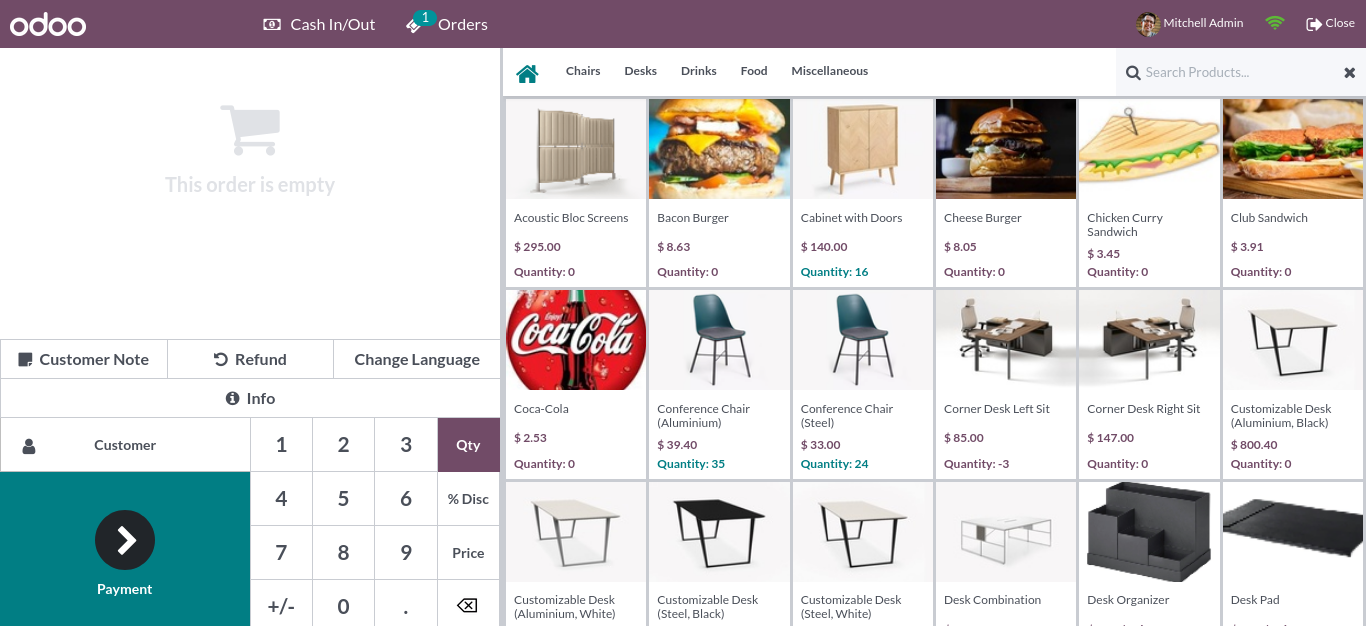 odoo
Cash In/Out
1
Orders
Mitchell Admin
Close
This order is empty
Customer Note
Refund
Change Language
Info
Customer
1
2
3
Qty
4
5
6
% Disc
7
8
9
Price
+/-
0
.
Payment
Chairs
Desks
Drinks
Food
Miscellaneous
Search Products...
Acoustic Bloc Screens
$ 295.00
Quantity: 0
Bacon Burger
$ 8.63
Quantity: 0
Cabinet with Doors
$ 140.00
Quantity: 16
Cheese Burger
$ 8.05
Quantity: 0
Chicken Curry
Sandwich
$ 3.45
Quantity: 0
Club Sandwich
$ 3.91
Quantity: 0
Enjoy
Coca-Cola
Coca-Cola
$ 2.53
Quantity: 0
Conference Chair
(Aluminium)
$ 39.40
Quantity: 35
Conference Chair
(Steel)
$ 33.00
Quantity: 24
Corner Desk Left Sit
$ 85.00
Quantity: -3
Corner Desk Right Sit
$ 147.00
Quantity: 0
Customizable Desk
(Aluminium, Black)
$ 800.40
Quantity: 0
Customizable Desk
(Aluminium, White)
Customizable Desk
(Steel, Black)
Customizable Desk
(Steel, White)
Desk Combination
Desk Organizer
Desk Pad